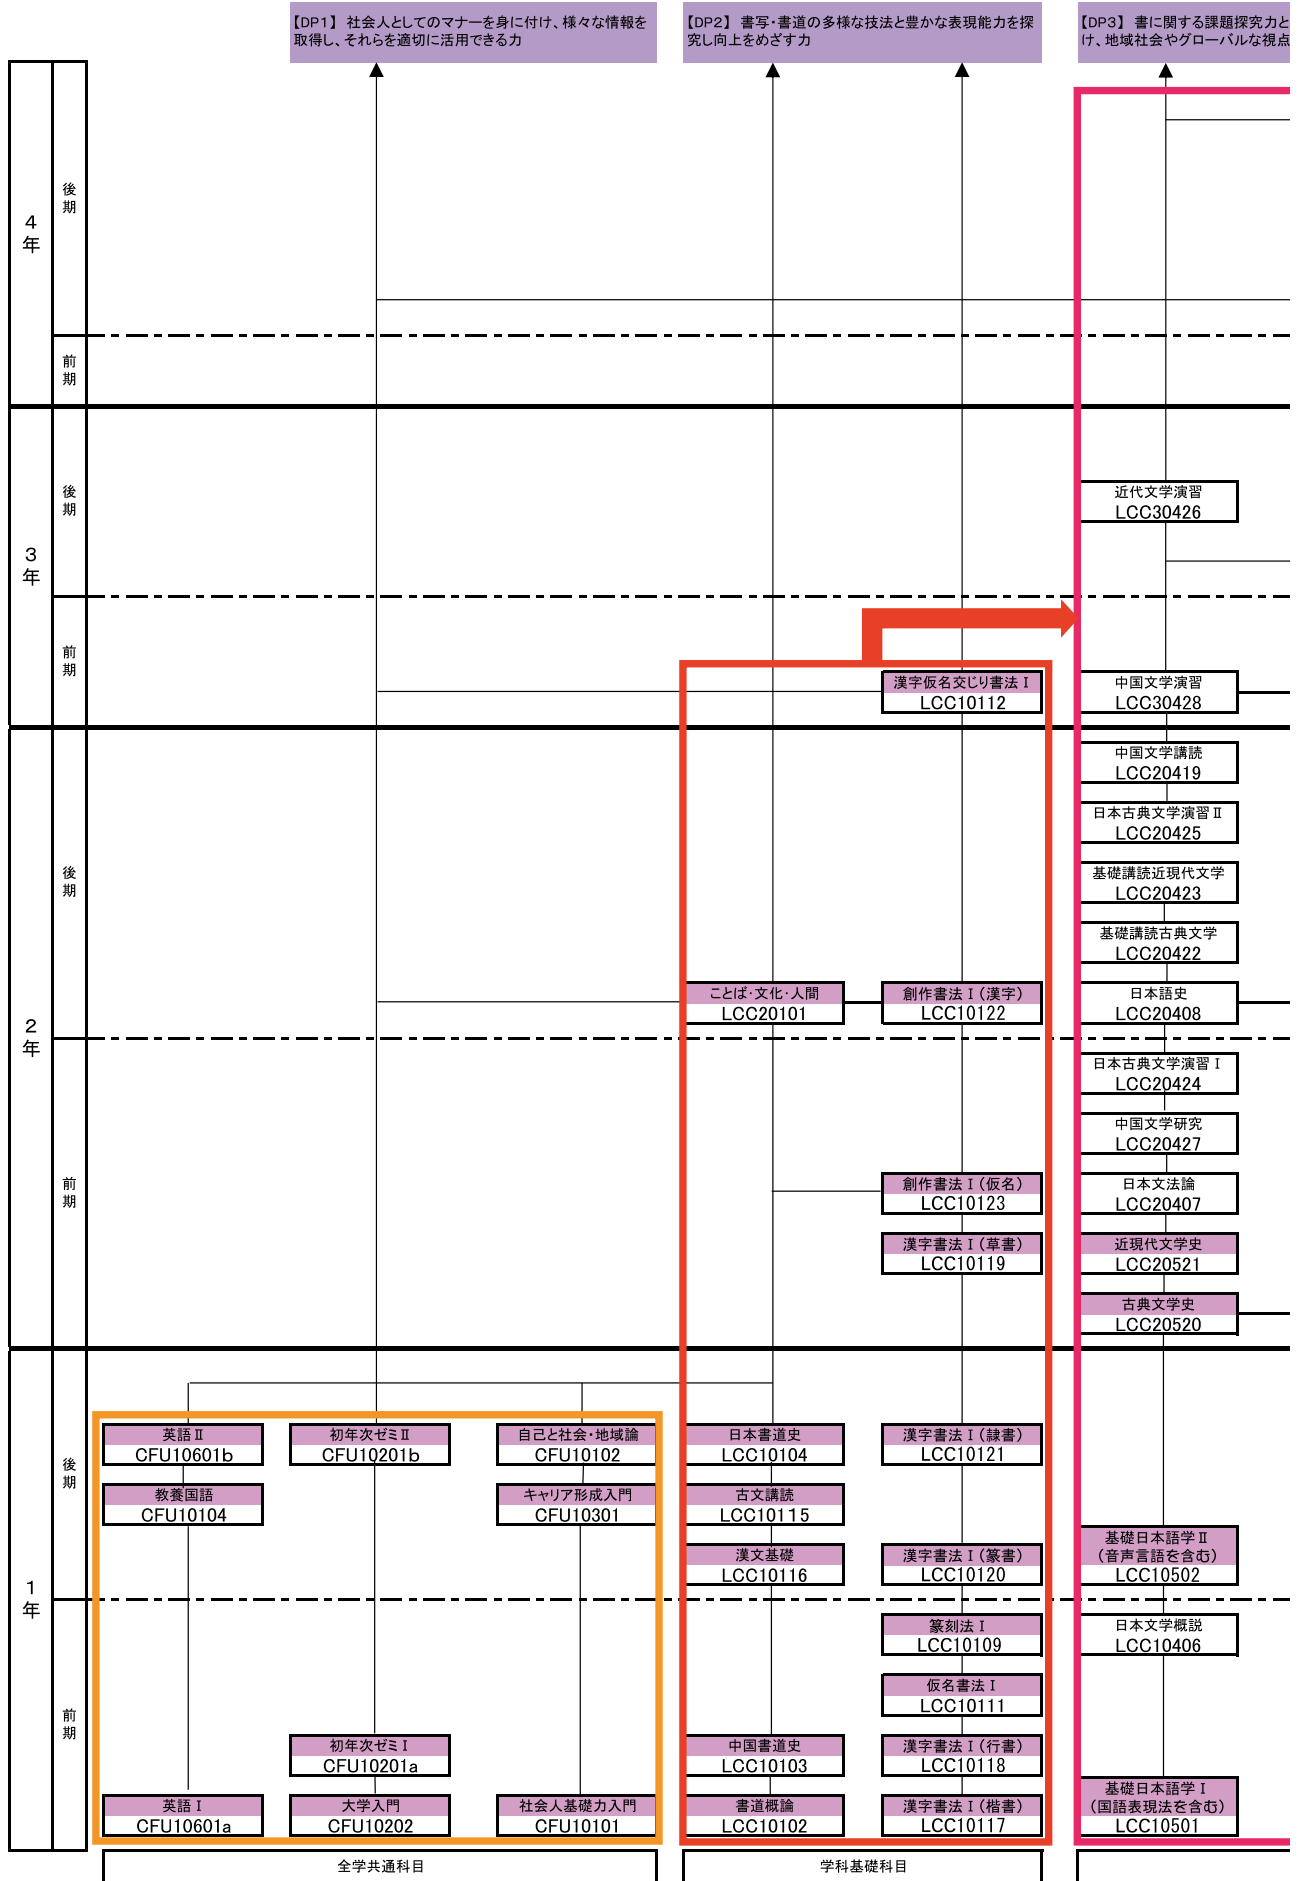 【DP1】 社会人としてのマナーを身に付け、様々な情報を
取得し、それらを適切に活用できる力
【DP2】 書写・書道の多様な技法と豊かな表現能力を探
究し向上をめざす力
【DP3】 書に関する課題探究力と
け、地域社会やグローバルな視点
4
年
後
期
前
期
3
年
後
期
近代文学演習
LCC30426
前
期
漢字仮名交じり書法Ⅰ
LCC10112
中国文学演習
LCC30428
2
年
後
期
中国文学講読
LCC20419
日本古典文学演習Ⅱ
LCC20425
基礎講読近現代文学
LCC20423
基礎講読古典文学
LCC20422
ことば・文化・人間
LCC20101
創作書法Ⅰ（漢字）
LCC10122
日本語史
LCC20408
前
期
日本古典文学演習Ⅰ
LCC20424
中国文学研究
LCC20427
創作書法Ⅰ（仮名）
LCC10123
日本文法論
LCC20407
漢字書法Ⅰ（草書）
LCC10119
近現代文学史
LCC20521
古典文学史
LCC20520
1
年
後
期
英語Ⅱ
CFU10601b
初年次ゼミⅡ
CFU10201b
自己と社会・地域論
CFU10102
日本書道史
LCC10104
漢字書法Ⅰ（隷書）
LCC10121
教養国語
CFU10104
キャリア形成入門
CFU10301
古文講読
LCC10115
漢文基礎
LCC10116
漢字書法Ⅰ（篆書）
LCC10120
基礎日本語学Ⅱ
（音声言語を含む）
LCC10502
前
期
篆刻法Ⅰ
LCC10109
日本文学概説
LCC10406
仮名書法Ⅰ
LCC10111
初年次ゼミⅠ
CFU10201a
中国書道史
LCC10103
漢字書法Ⅰ（行書）
LCC10118
英語Ⅰ
CFU10601a
大学入門
CFU10202
社会人基礎力入門
CFU10101
書道概論
LCC10102
漢字書法Ⅰ（楷書）
LCC10117
基礎日本語学Ⅰ
（国語表現法を含む）
LCC10501
全学共通科目
学科基礎科目